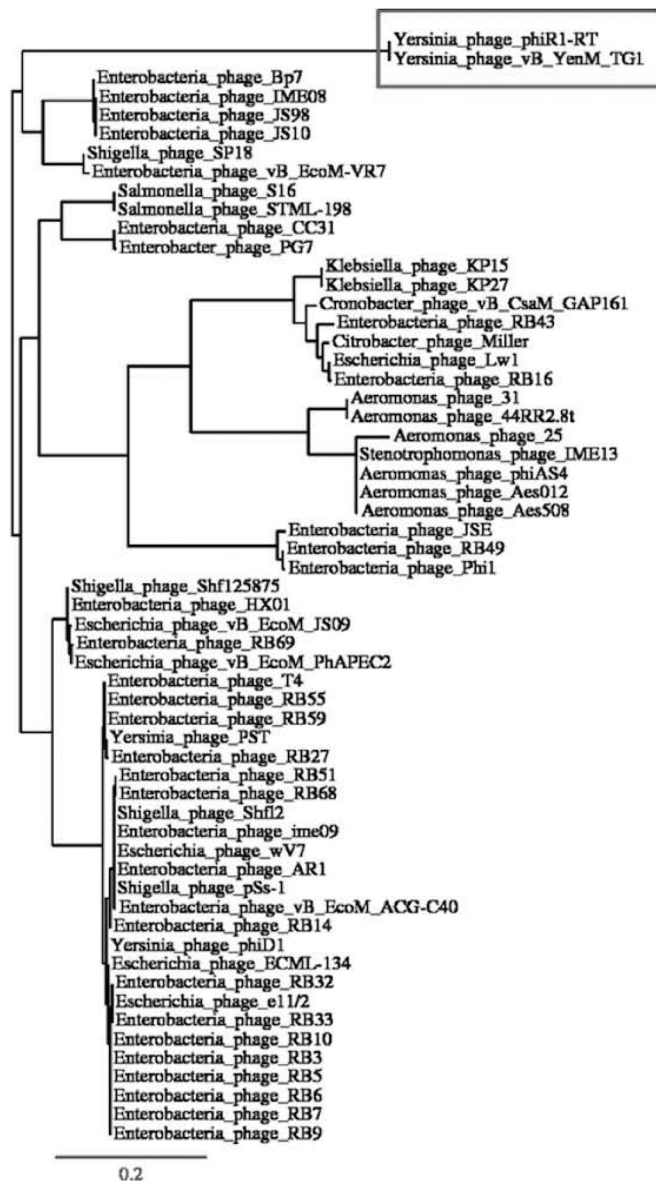 Yersinia_phage_phiR1-RT
Yersinia_phage_vB_YenM_TG1
Enterobacteria_phage_Bp7
Enterobacteria_phage_IME08
Enterobacteria_phage_JS98
Enterobacteria_phage_JS10
Shigella_phage_SP18
Enterobacteria_phage_vB_EcoM-VR7
Salmonella_phage_S16
Salmonella_phage_STML-198
Enterobacteria_phage_CC31
Enterobacter_phage_PG7
Klebsiella_phage_KP15
Klebsiella_phage_KP27
Cronobacter_phage_vB_CsaM_GAP161
Enterobacteria_phage_RB43
Citrobacter_phage_Miller
Escherichia_phage_Lw1
Enterobacteria_phage_RB16
Aeromonas_phage_31
Aeromonas_phage_44RR2.8t
Aeromonas_phage_25
Stenotrophomonas_phage_IME13
Aeromonas_phage_phiAS4
Aeromonas_phage_Aes012
Aeromonas_phage_Aes508
Enterobacteria_phage_JSE
Enterobacteria_phage_RB49
Enterobacteria_phage_Phi1
Shigella_phage_Shf125875
Enterobacteria_phage_HX01
Escherichia_phage_vB_EcoM_JS09
Enterobacteria_phage_RB69
Escherichia_phage_vB_EcoM_PhAPEC2
Enterobacteria_phage_T4
Enterobacteria_phage_RB55
Enterobacteria_phage_RB59
Yersinia_phage_PST
Enterobacteria_phage_RB27
Enterobacteria_phage_RB51
Enterobacteria_phage_RB68
Shigella_phage_Shfl2
Enterobacteria_phage_ime09
Escherichia_phage_wV7
Enterobacteria_phage_AR1
Shigella_phage_pSs-1
Enterobacteria_phage_vB_EcoM_ACG-C40
Enterobacteria_phage_RB14
Yersinia_phage_phiD1
Escherichia_phage_ECML-134
Enterobacteria_phage_RB32
Escherichia_phage_e11/2
Enterobacteria_phage_RB33
Enterobacteria_phage_RB10
Enterobacteria_phage_RB3
Enterobacteria_phage_RB5
Enterobacteria_phage_RB6
Enterobacteria_phage_RB7
Enterobacteria_phage_RB9
0.2